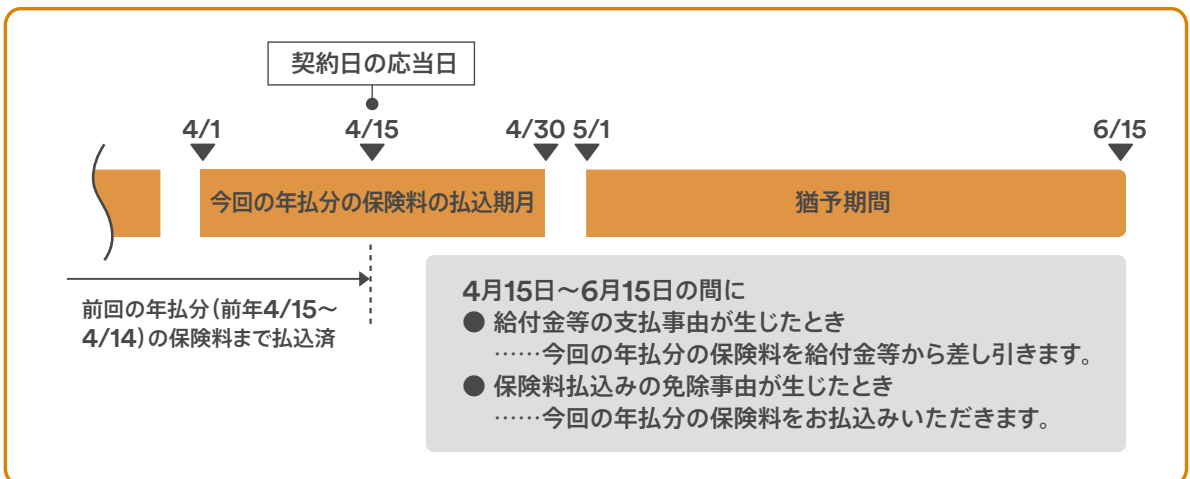 契約日の応当日
4/1 4/15 4/30 5/1 6/15
今回の年払分の保険料の払込期月 猶予期間
前回の年払分(前年4/15〜
4/14)の保険料まで払込済
4月15日〜6月15日の間に
● 給付金等の支払事由が生じたとき
……今回の年払分の保険料を給付金等から差し引きます。
● 保険料払込みの免除事由が生じたとき
……今回の年払分の保険料をお払込みいただきます。